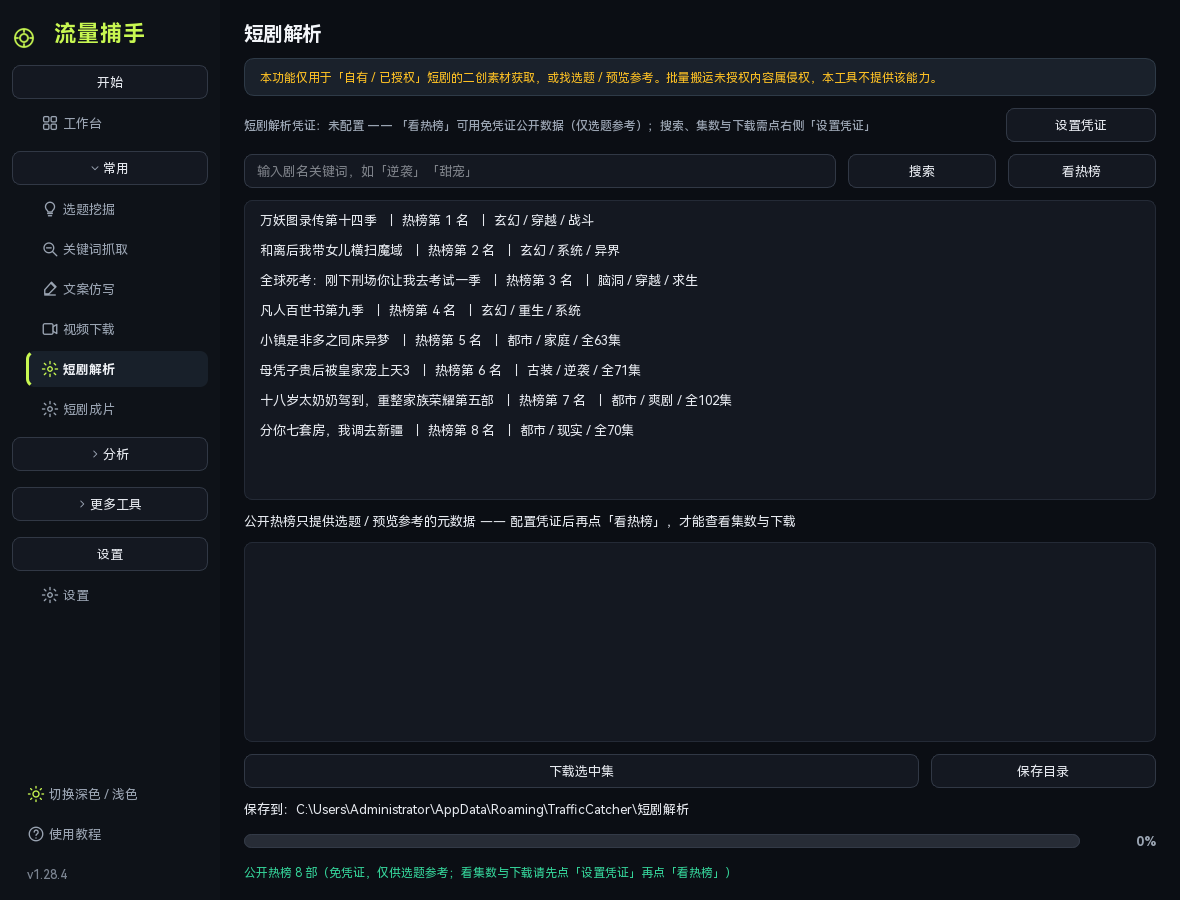 流量捕手
开始
工作台
常用
选题挖掘
关键词抓取
文案仿写
视频下载
短剧解析
短剧成片
分析
更多工具
设置
设置
切换深色 / 浅色
使用教程
v1.28.4
短剧解析
本功能仅用于「自有 / 已授权」短剧的二创素材获取，或找选题 / 预览参考。批量搬运未授权内容属侵权，本工具不提供该能力。
短剧解析凭证：未配置 —— 「看热榜」可用免凭证公开数据（仅选题参考）；搜索、集数与下载需点右侧「设置凭证」
设置凭证
输入剧名关键词，如「逆袭」「甜宠」
搜索
看热榜
万妖图录传第十四季 | 热榜第 1 名 | 玄幻 / 穿越 / 战斗
和离后我带女儿横扫魔域 | 热榜第 2 名 | 玄幻 / 系统 / 异界
全球死考：刚下刑场你让我去考试一季 | 热榜第 3 名 | 脑洞 / 穿越 / 求生
凡人百世书第九季 | 热榜第 4 名 | 玄幻 / 重生 / 系统
小镇是非多之同床异梦 | 热榜第 5 名 | 都市 / 家庭 / 全63集
母凭子贵后被皇家宠上天3 | 热榜第 6 名 | 古装 / 逆袭 / 全71集
十八岁太奶奶驾到，重整家族荣耀第五部 | 热榜第 7 名 | 都市 / 爽剧 / 全102集
分你七套房，我调去新疆 | 热榜第 8 名 | 都市 / 现实 / 全70集
公开热榜只提供选题 / 预览参考的元数据 —— 配置凭证后再点「看热榜」，才能查看集数与下载
下载选中集
保存目录
保存到：C:\Users\Administrator\AppData\Roaming\TrafficCatcher\短剧解析
0%
公开热榜 8 部（免凭证，仅供选题参考；看集数与下载请先点「设置凭证」再点「看热榜」）